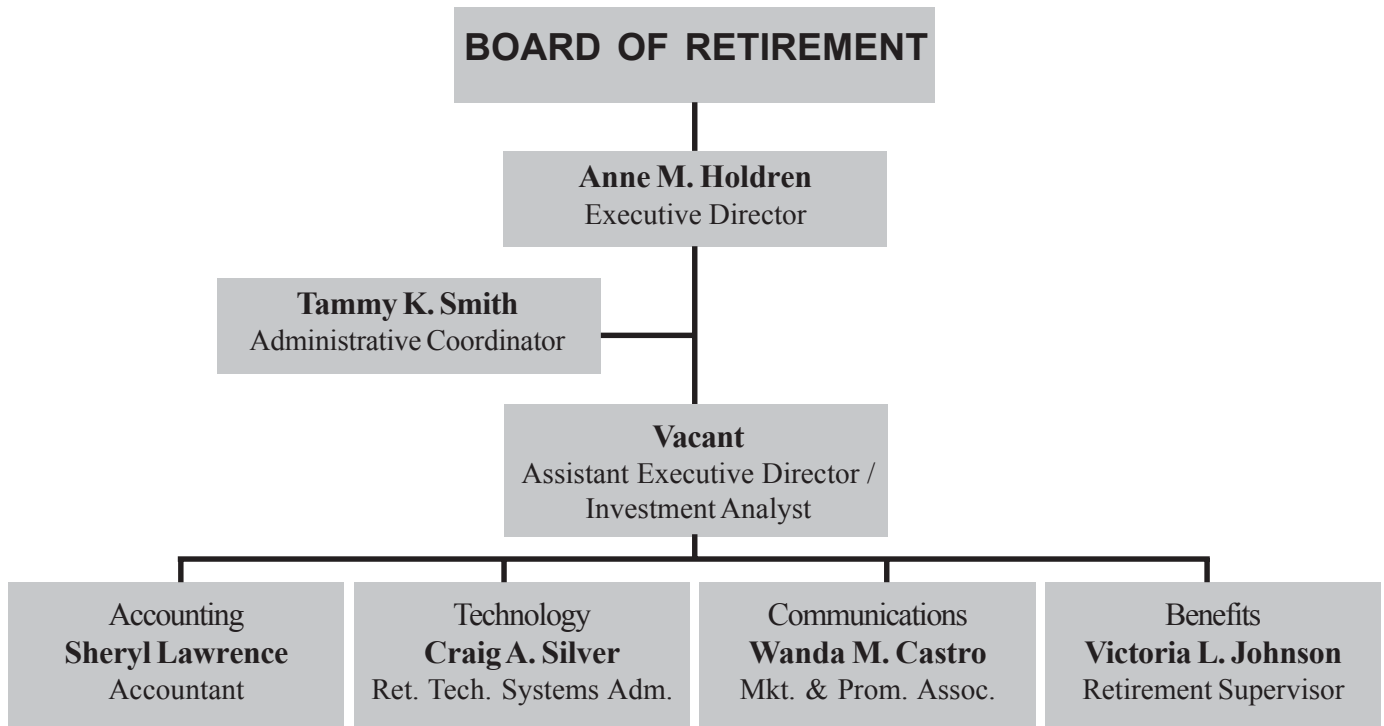 BOARD OF RETIREMENT
Anne M. Holdren
Executive Director
Tammy K. Smith
Administrative Coordinator
Vacant
Assistant Executive Director /
Investment Analyst
Accounting
Sheryl Lawrence
Accountant
Technology
Craig A. Silver
Ret. Tech. Systems Adm.
Communications
Wanda M. Castro
Mkt. & Prom. Assoc.
Benefits
Victoria L. Johnson
Retirement Supervisor